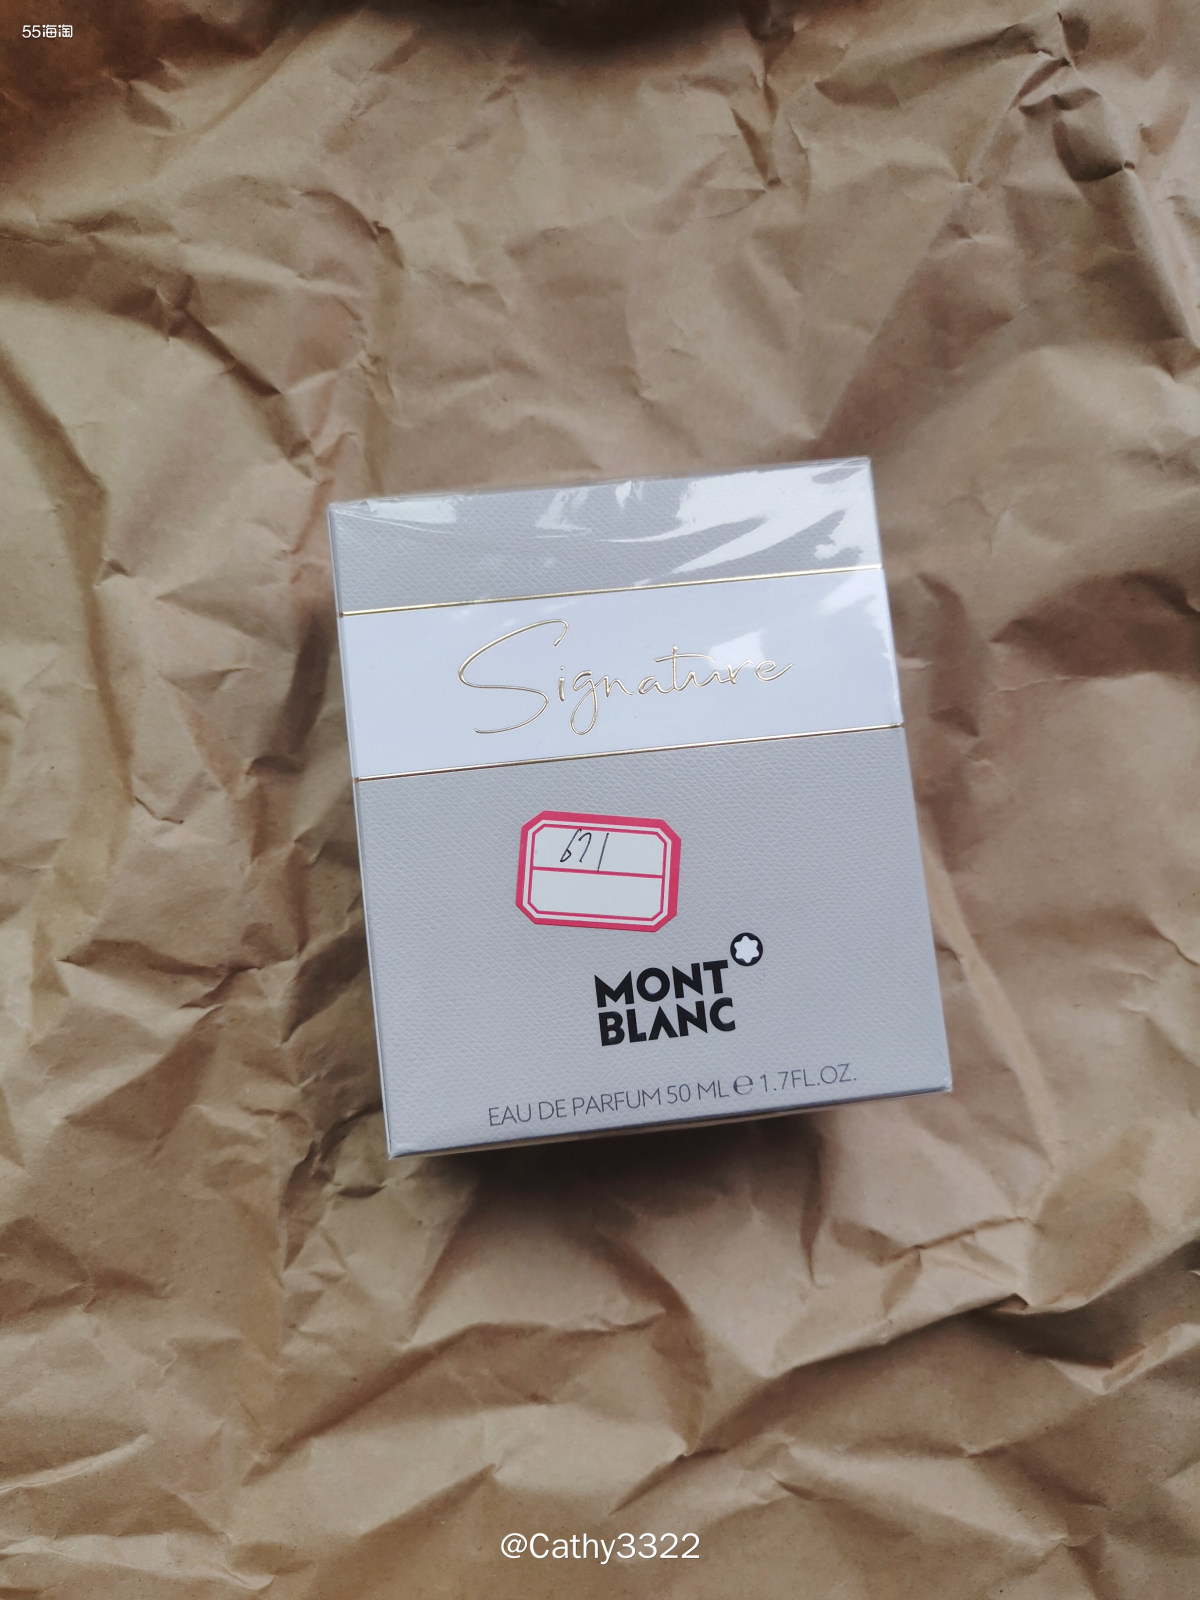 55海淘
Signature
671
MONT
BLANC
EAU DE PARFUM 50 ML ℮ 1.7FL.OZ.
@Cathy3322